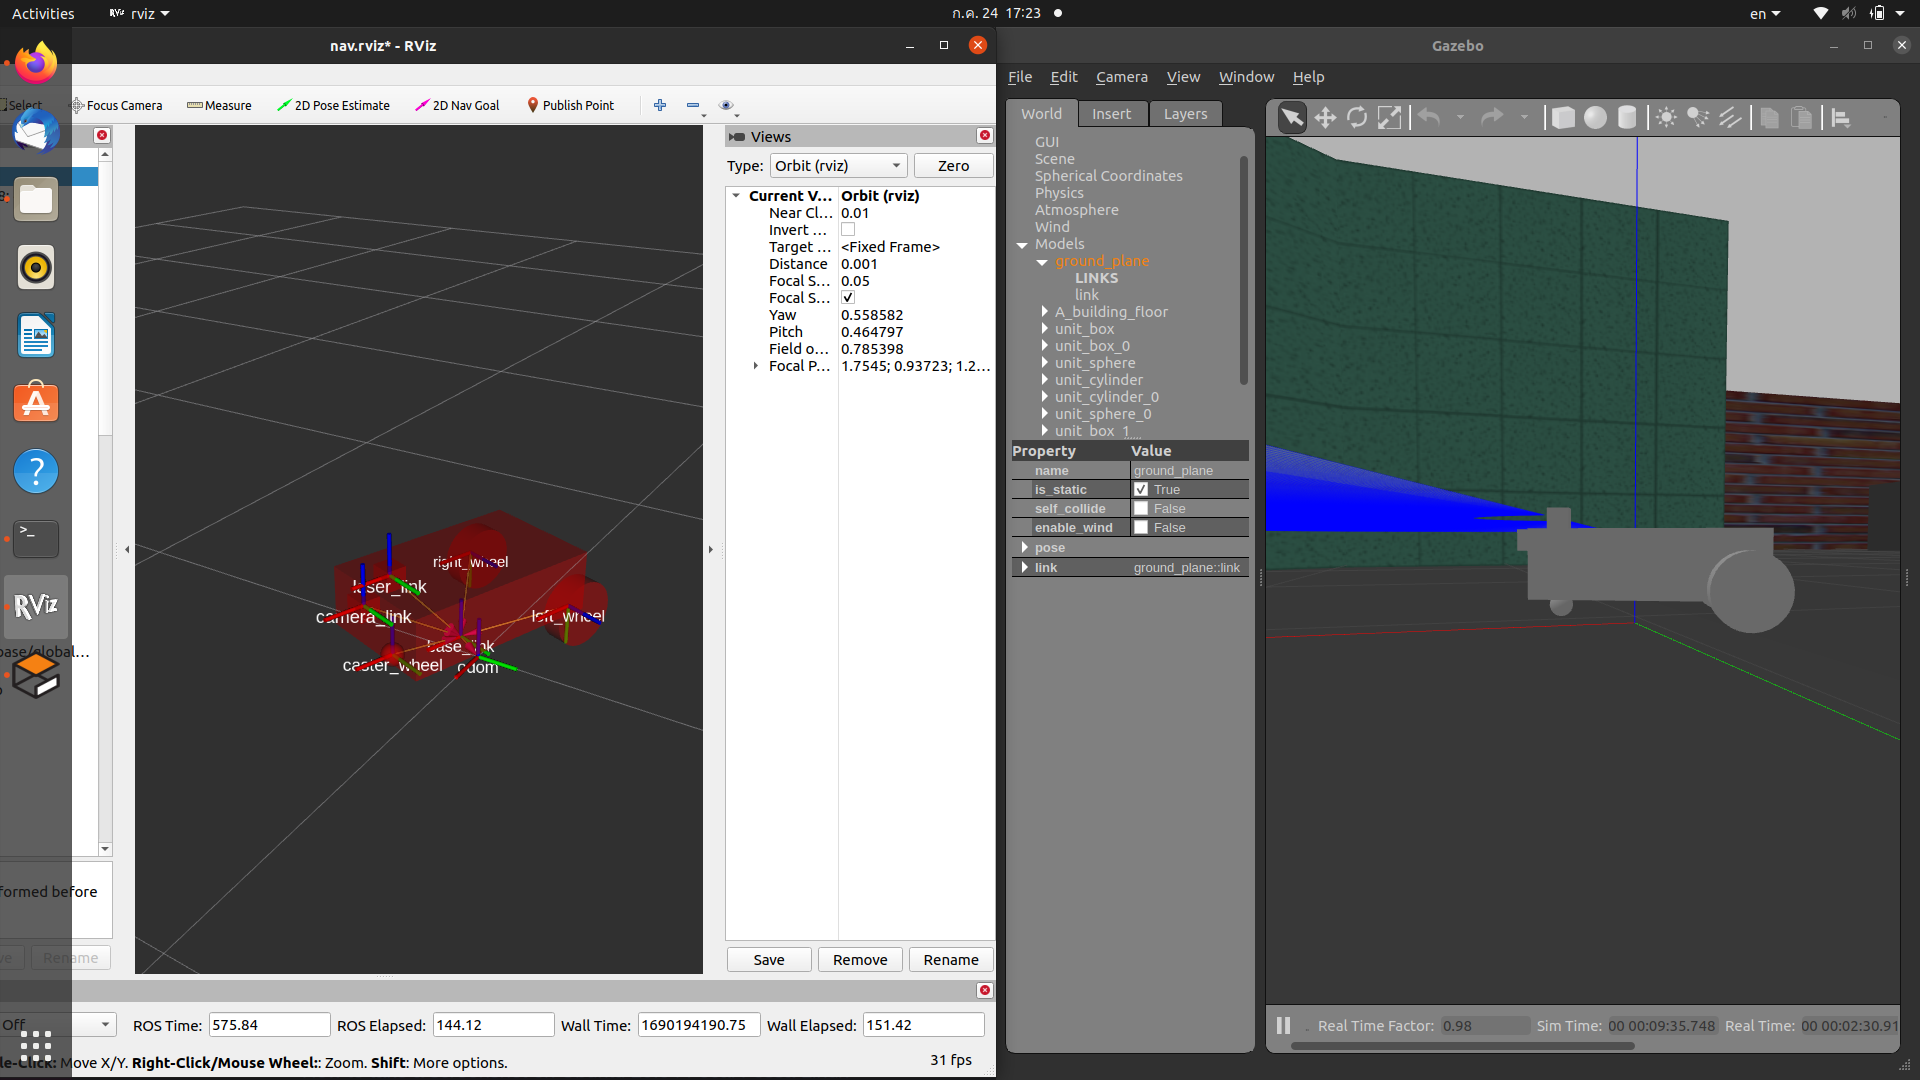 Activities
rviz
ก.ค. 24 17:23
en
nav.rviz* - RViz
Select
Focus Camera
Measure
2D Pose Estimate
2D Nav Goal
Publish Point
Views
Type:
Orbit (rviz)
Zero
Current V... Orbit (rviz)
Near Cl... 0.01
Invert ...
Target ... <Fixed Frame>
Distance 0.001
Focal S... 0.05
Focal S...
Yaw 0.558582
Pitch 0.464797
Field o... 0.785398
Focal P... 1.7545; 0.93723; 1.2...
right_wheel
laser_link
camera_link
left_wheel
base_link
caster_wheel
odom
RViz
base/global...
formed before
Rename
Save
Remove
Rename
Off
ROS Time: 575.84
ROS Elapsed: 144.12
Wall Time: 1690194190.75
Wall Elapsed: 151.42
le-Click: Move X/Y. Right-Click/Mouse Wheel:: Zoom. Shift: More options.
31 fps
Gazebo
File Edit Camera View Window Help
World Insert Layers
GUI
Scene
Spherical Coordinates
Physics
Atmosphere
Wind
Models
ground_plane
LINKS
link
A_building_floor
unit_box
unit_box_0
unit_sphere
unit_cylinder
unit_cylinder_0
unit_sphere_0
unit_box_1
Property Value
name ground_plane
is_static True
self_collide False
enable_wind False
pose
link ground_plane::link
Real Time Factor: 0.98 Sim Time: 00 00:09:35.748 Real Time: 00 00:02:30.91